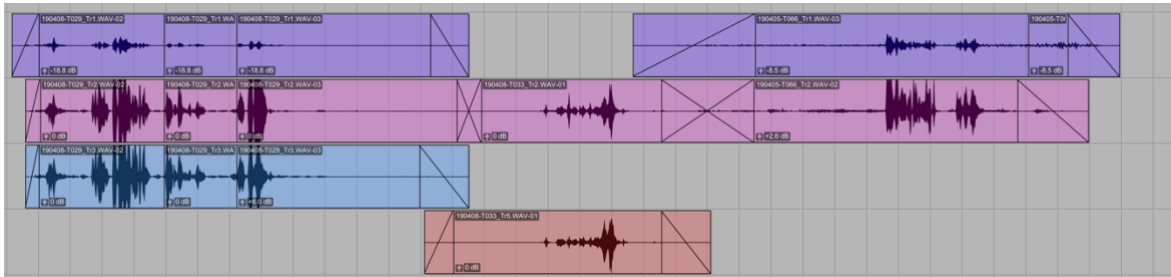 190408-T029_Tr1.WAV-02
190408-T029_Tr1.WA
190408-T029_Tr1.WAV-03
190405-T066_Tr1.WAV-03
190405-T06
-18.8 dB
-18.8 dB
-18.8 dB
-8.5 dB
-8.5 dB
190408-T029_Tr2.WAV-02
190408-T029_Tr2.WA
190408-T029_Tr2.WAV-03
190408-T033_Tr2.WAV-01
190405-T066_Tr2.WAV-02
0 dB
0 dB
0 dB
0 dB
+2.6 dB
190408-T029_Tr3.WAV-02
190408-T029_Tr3.WA
190408-T029_Tr3.WAV-03
0 dB
0 dB
190408-T033_Tr5.WAV-01
0 dB